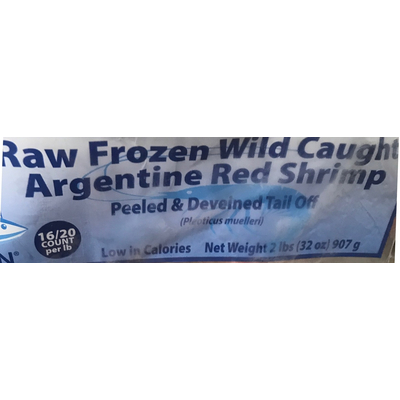 Raw Frozen Wild Caught
Argentine Red Shrimp
Peeled & Deveined Tail Off
(Pleoticus muelleri)
16/20
COUNT
per lb
Low in Calories Net Weight 2 lbs (32 oz) 907 g
N®